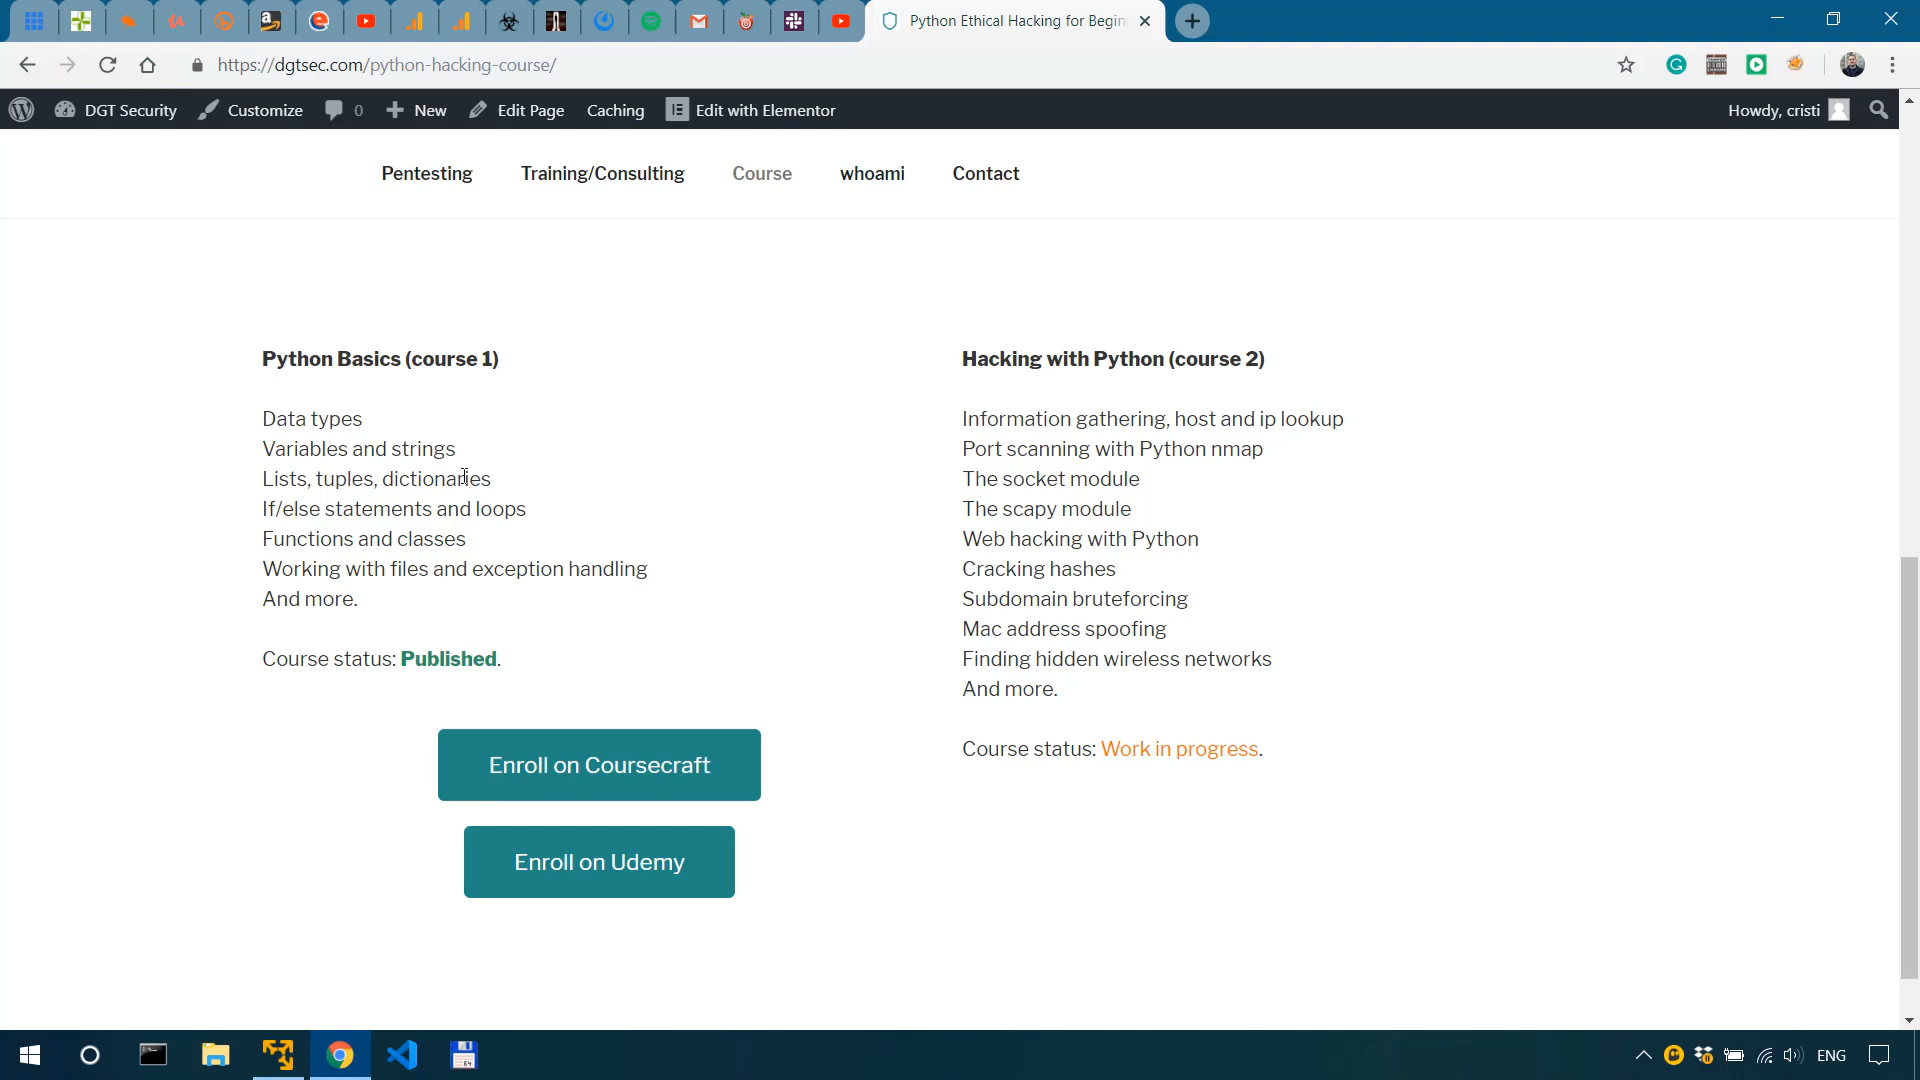 Python Ethical Hacking for Begin
https://dgtsec.com/python-hacking-course/
DGT Security
Customize
0
New
Edit Page
Caching
Edit with Elementor
Howdy, cristi
Pentesting
Training/Consulting
Course
whoami
Contact
Python Basics (course 1)
Data types
Variables and strings
Lists, tuples, dictionaries
If/else statements and loops
Functions and classes
Working with files and exception handling
And more.
Course status: Published.
Enroll on Coursecraft
Enroll on Udemy
Hacking with Python (course 2)
Information gathering, host and ip lookup
Port scanning with Python nmap
The socket module
The scapy module
Web hacking with Python
Cracking hashes
Subdomain bruteforcing
Mac address spoofing
Finding hidden wireless networks
And more.
Course status: Work in progress.
ENG